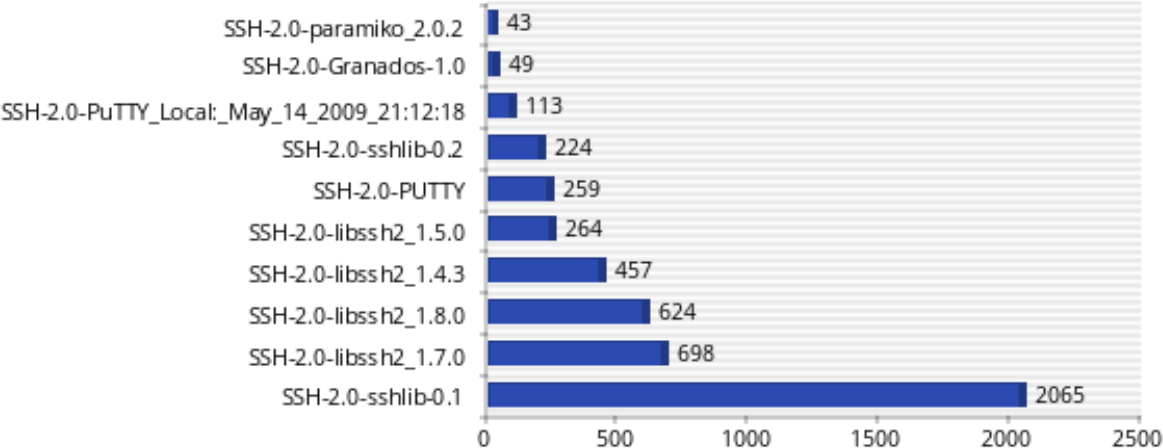 SSH-2.0-paramiko_2.0.2 43
SSH-2.0-Granados-1.0 49
SSH-2.0-PuTTY_Local:_May_14_2009_21:12:18 113
SSH-2.0-sshlib-0.2 224
SSH-2.0-PUTTY 259
SSH-2.0-libssh2_1.5.0 264
SSH-2.0-libssh2_1.4.3 457
SSH-2.0-libssh2_1.8.0 624
SSH-2.0-libssh2_1.7.0 698
SSH-2.0-sshlib-0.1 2065
0 500 1000 1500 2000 2500